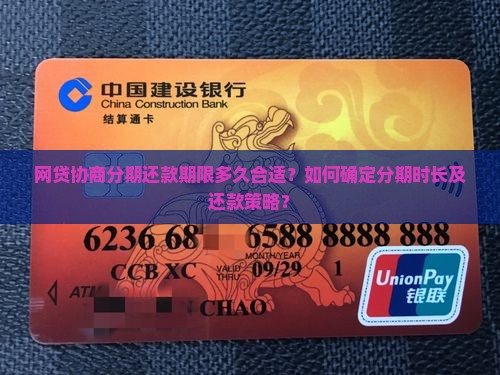 中国建设银行
China Construction Bank
结算通卡
网贷协商分期还款期限多久合适？如何确定分期时长及
还款策略？
6236 68 6588 8888 888
MONTH/YEAR
CCB XC VALID THRU 09/29 1
ATM
CHAO
UnionPay
银联